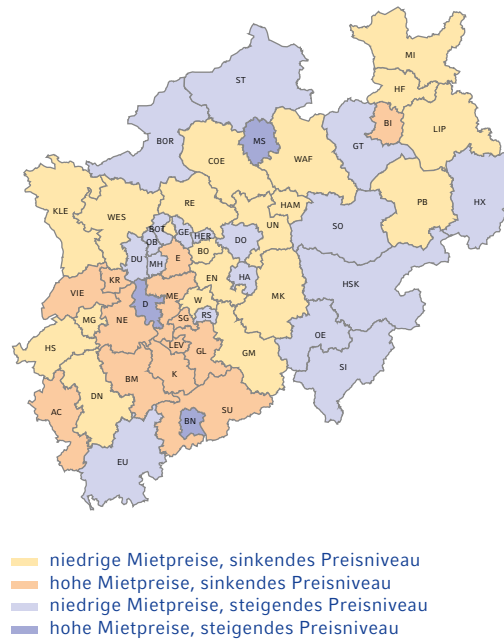 MI
ST
HF
BI
LIP
BOR
MS
GT
COE
WAF
KLE
WES
RE
HAM
PB
HX
BOT
GE
HER
UN
SO
OB
DO
DU
MH
E
BO
HSK
KR
EN
HA
VIE
D
ME
W
MK
MG
NE
SG
RS
OE
HS
LEV
GL
GM
SI
BM
K
DN
AC
SU
BN
EU
niedrige Mietpreise, sinkendes Preisniveau
hohe Mietpreise, sinkendes Preisniveau
niedrige Mietpreise, steigendes Preisniveau
hohe Mietpreise, steigendes Preisniveau